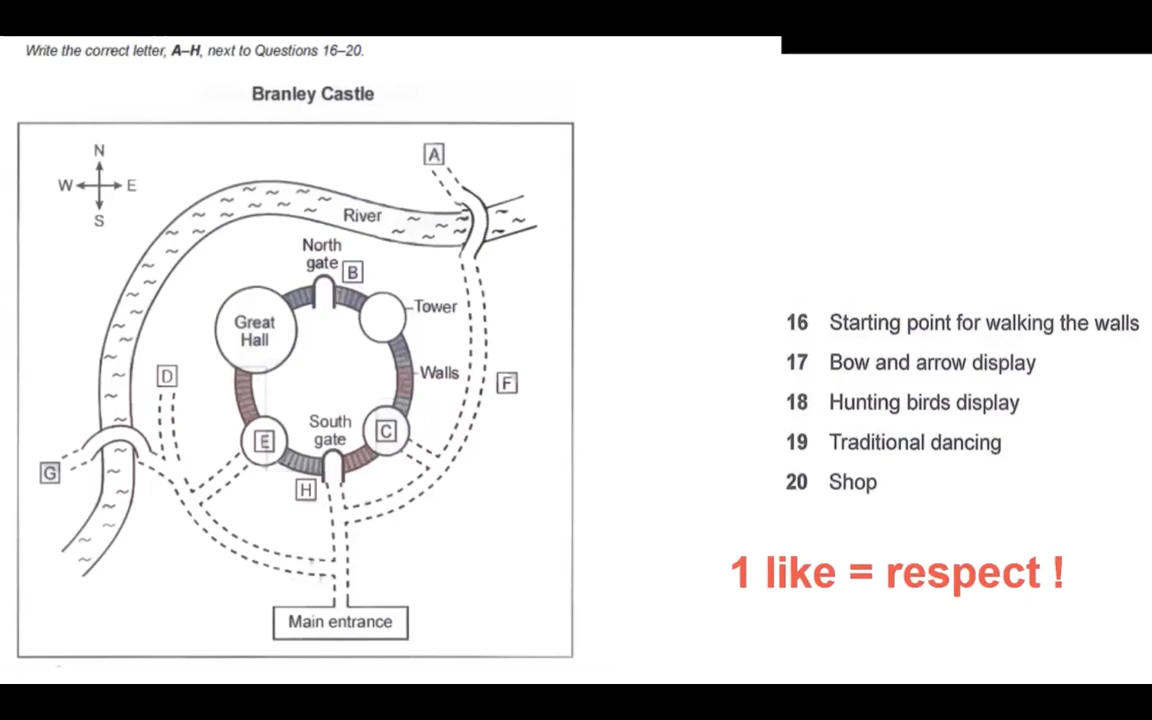 Write the correct letter, A–H, next to Questions 16–20.
Branley Castle
N
W E
S
A
River
North
gate
B
Tower
Great
Hall
Walls
D
F
South
gate
E
C
G
H
Main entrance
16 Starting point for walking the walls
17 Bow and arrow display
18 Hunting birds display
19 Traditional dancing
20 Shop
1 like = respect !